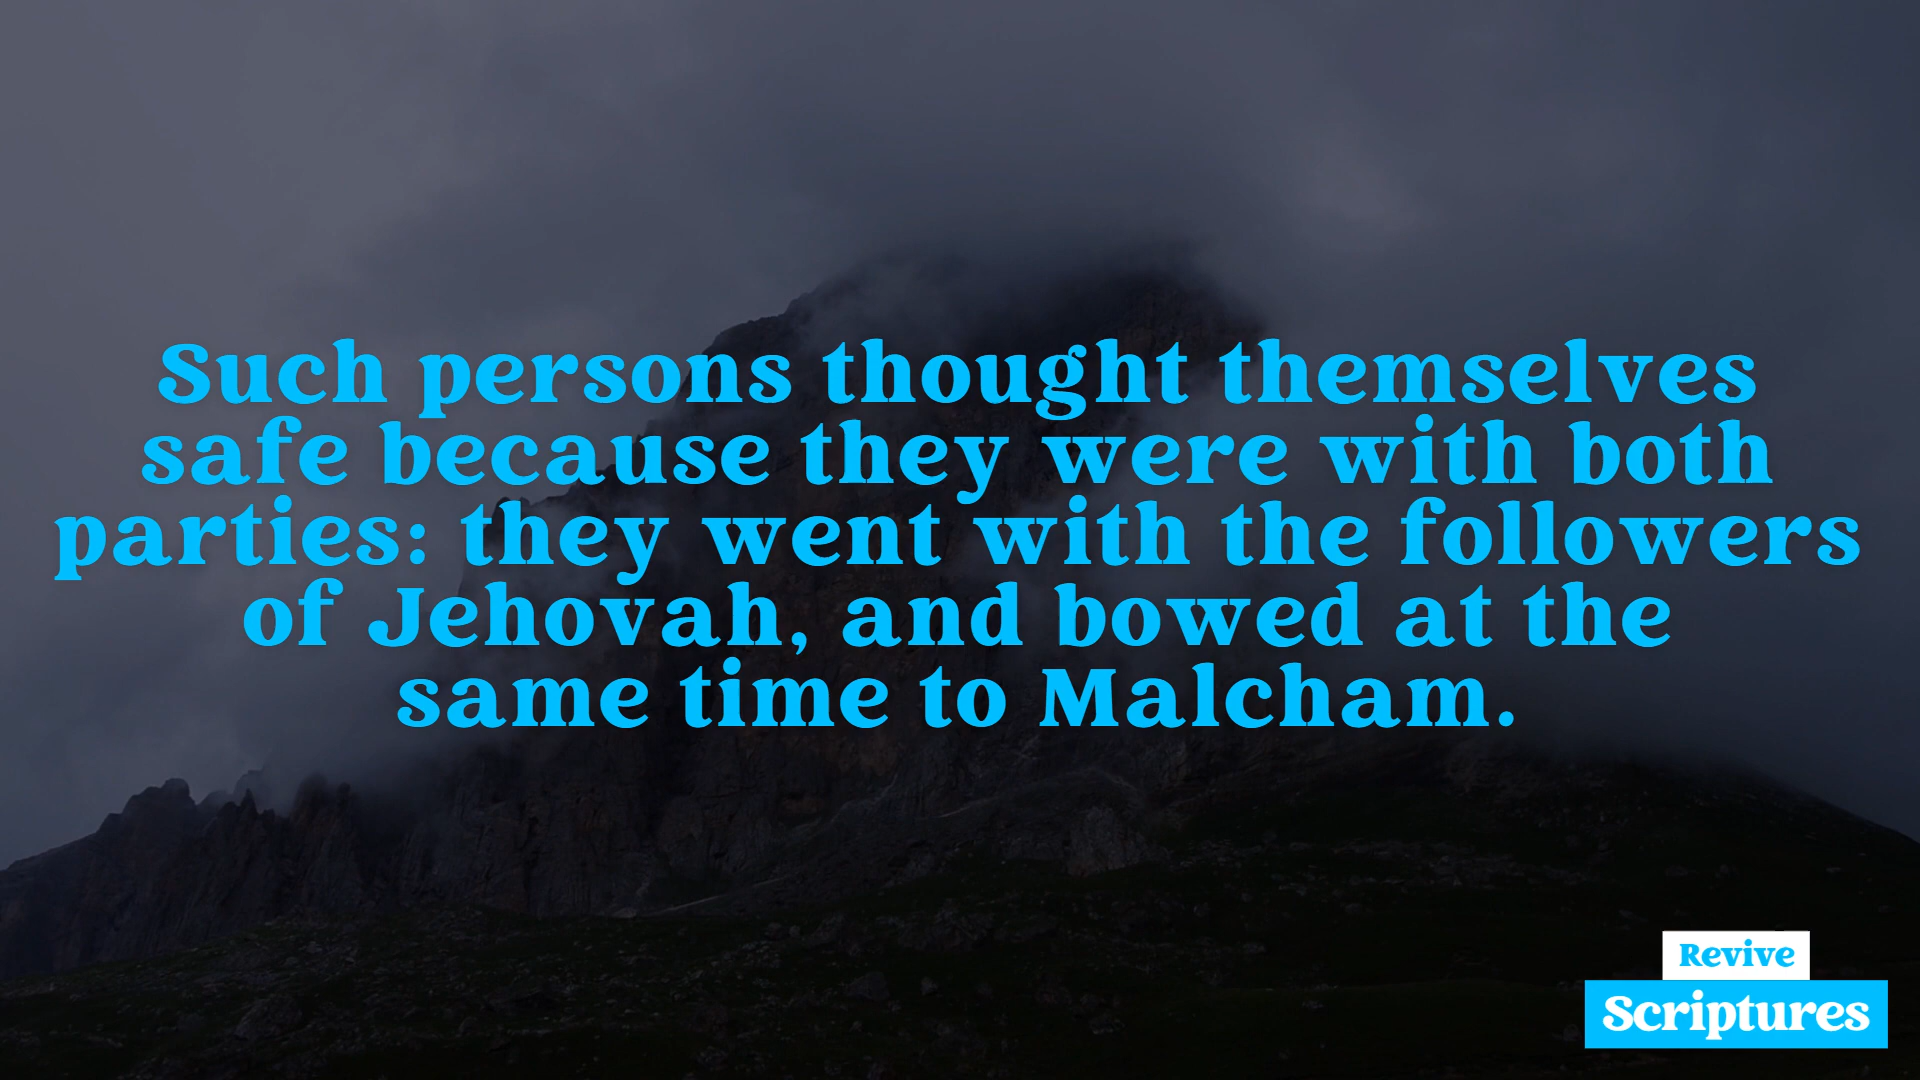 Such persons thought themselves
safe because they were with both
parties: they went with the followers
of Jehovah, and bowed at the
same time to Malcham.
Revive
Scriptures